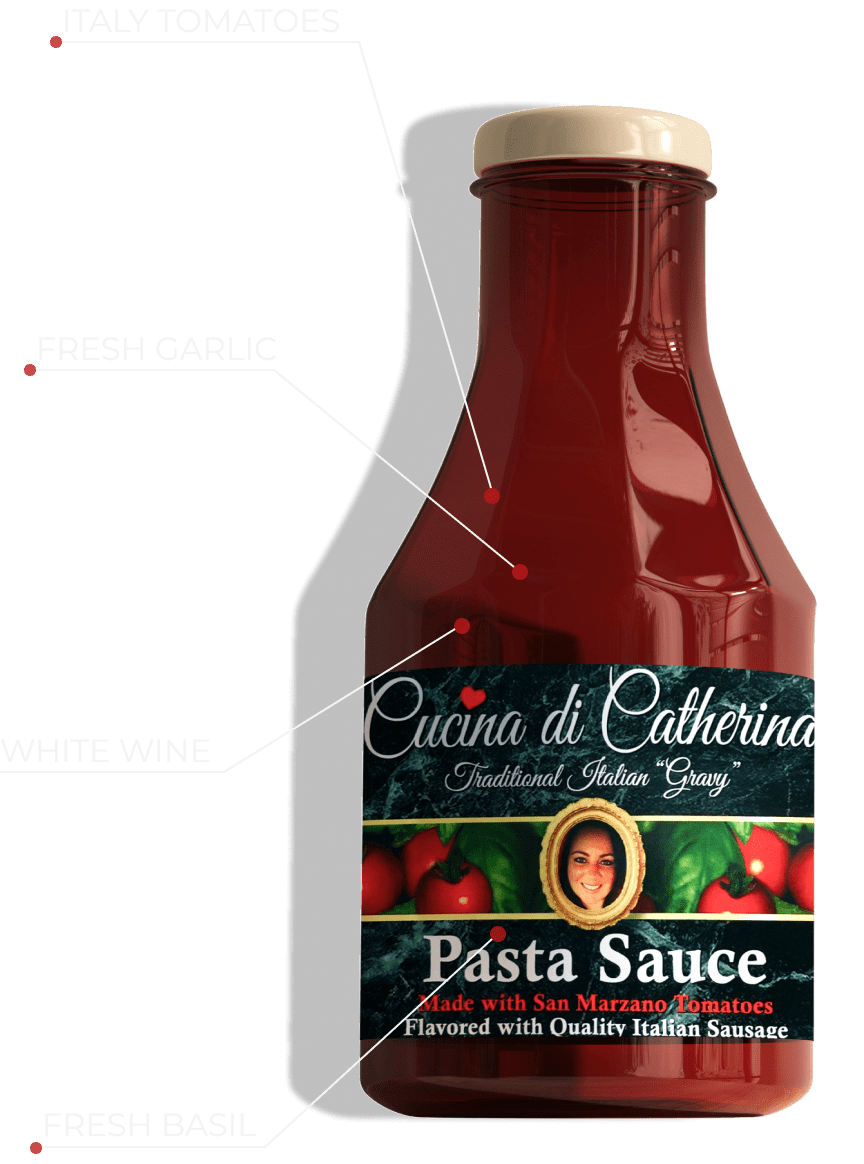 ITALY TOMATOES
FRESH GARLIC
WHITE WINE
Cucina di Catherina
Traditional Italian “Gravy”
Pasta Sauce
Made with San Marzano Tomatoes
Flavored with Quality Italian Sausage
FRESH BASIL